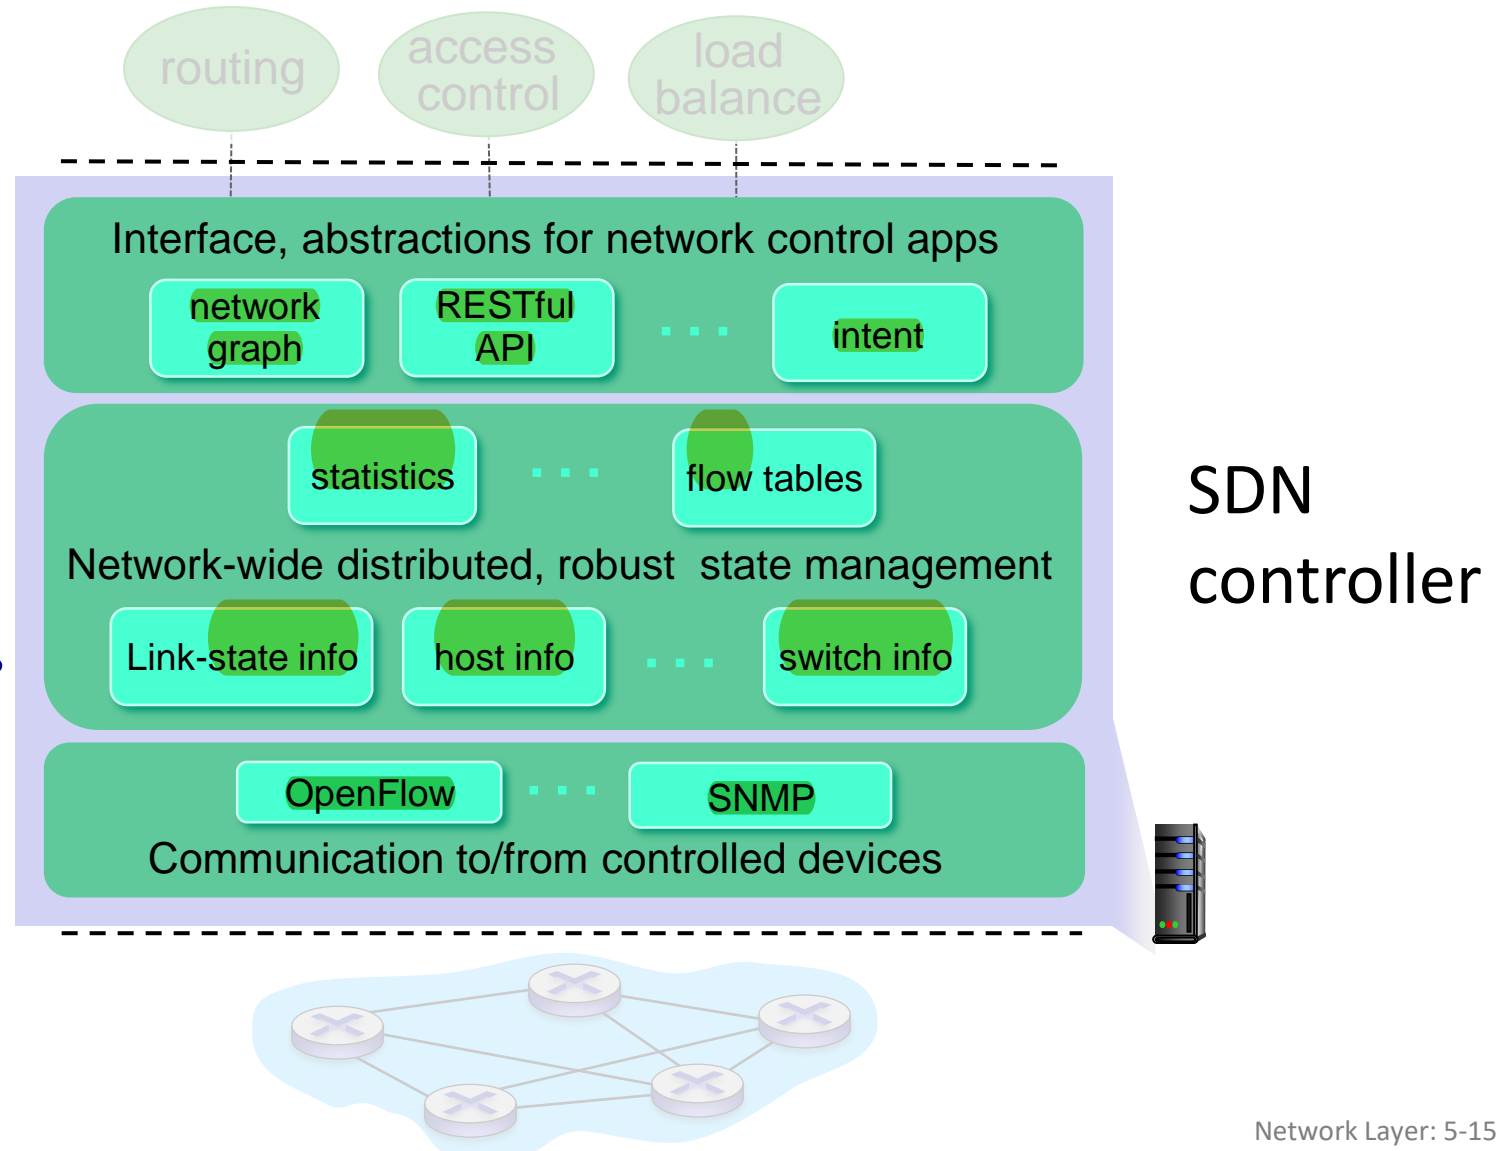 routing
access
control
load
balance
Interface, abstractions for network control apps
network
graph
RESTful
API
intent
statistics
flow tables
Network-wide distributed, robust  state management
Link-state info
host info
switch info
OpenFlow
SNMP
Communication to/from controlled devices
SDN
controller
Network Layer: 5-15